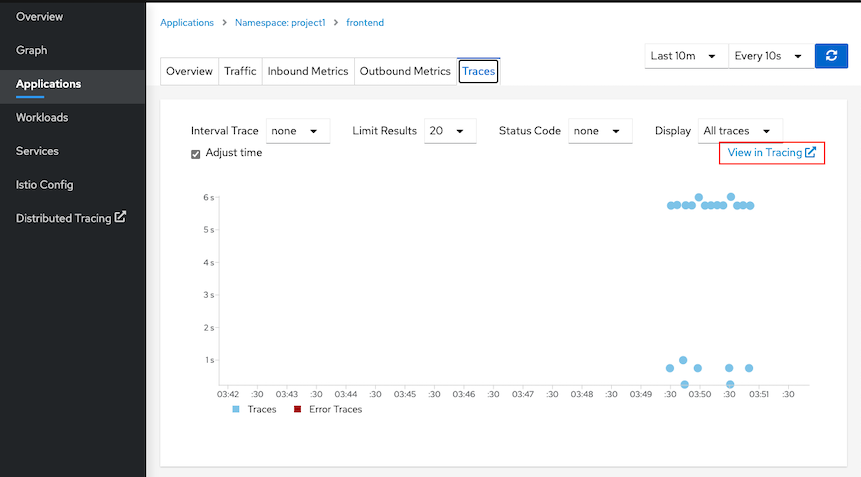 Overview
Graph
Applications
Workloads
Services
Istio Config
Distributed Tracing
Applications > Namespace: project1 > frontend
Last 10m Every 10s
Overview Traffic Inbound Metrics Outbound Metrics Traces
Interval Trace none Limit Results 20 Status Code none Display All traces
Adjust time View in Tracing
6 s
5 s
4 s
3 s
2 s
1 s
03:42 :30 03:43 :30 03:44 :30 03:45 :30 03:46 :30 03:47 :30 03:48 :30 03:49 :30 03:50 :30 03:51 :30
Traces Error Traces